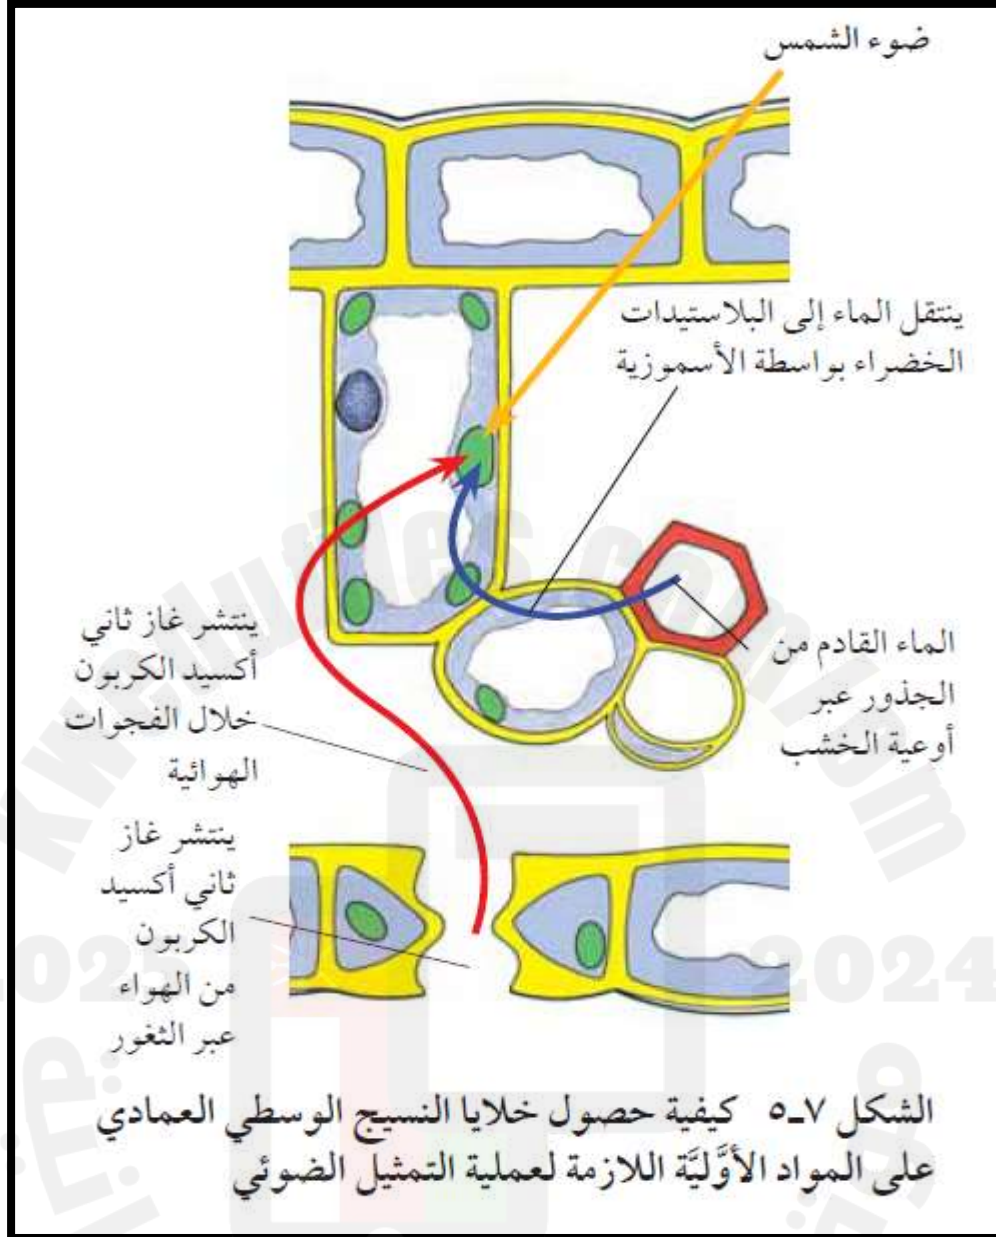 ضوء الشمس
ينتقل الماء إلى البلاستيدات
الخضراء بواسطة الأسموزية
الماء القادم من
الجذور عبر
أوعية الخشب
ينتشر غاز ثاني
أكسيد الكربون
خلال الفجوات
الهوائية
ينتشر غاز
ثاني أكسيد
الكربون
من الهواء
عبر الثغور
الشكل ٧-٥ كيفية حصول خلايا النسيج الوسطي العمادي
على المواد الأوَّليَّة اللازمة لعملية التمثيل الضوئي
2024